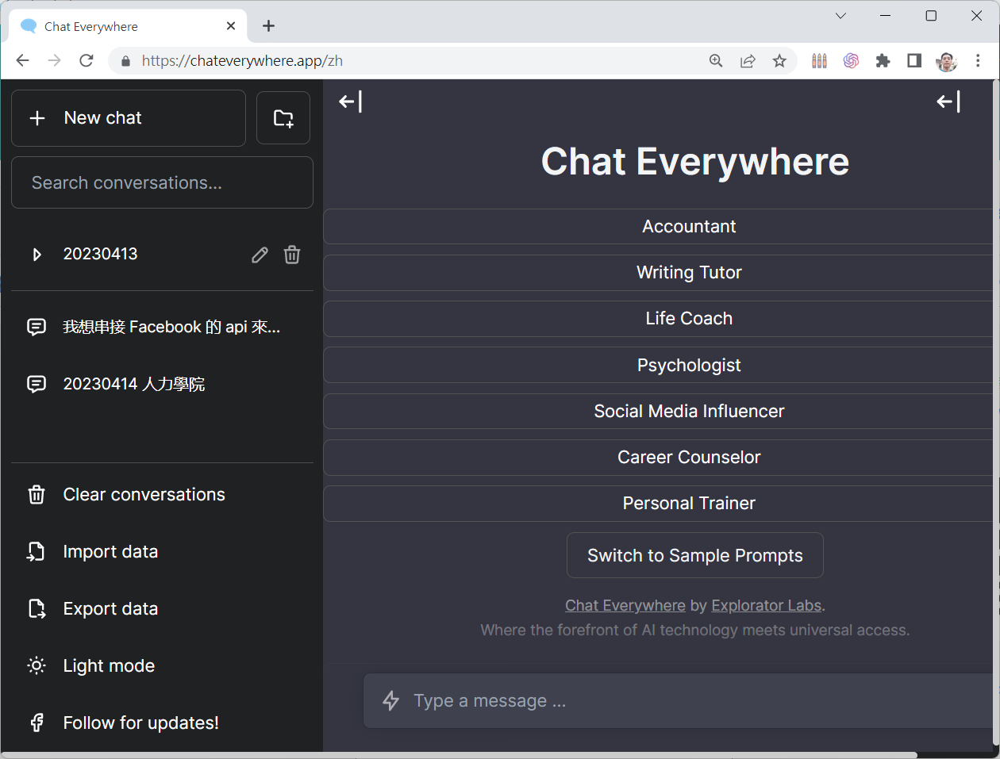 Chat Everywhere
https://chateverywhere.app/zh
New chat
Search conversations...
20230413
我想串接 Facebook 的 api 來...
20230414 人力學院
Clear conversations
Import data
Export data
Light mode
Follow for updates!
Chat Everywhere
Accountant
Writing Tutor
Life Coach
Psychologist
Social Media Influencer
Career Counselor
Personal Trainer
Switch to Sample Prompts
Chat Everywhere by Explorator Labs.
Where the forefront of AI technology meets universal access.
Type a message ...